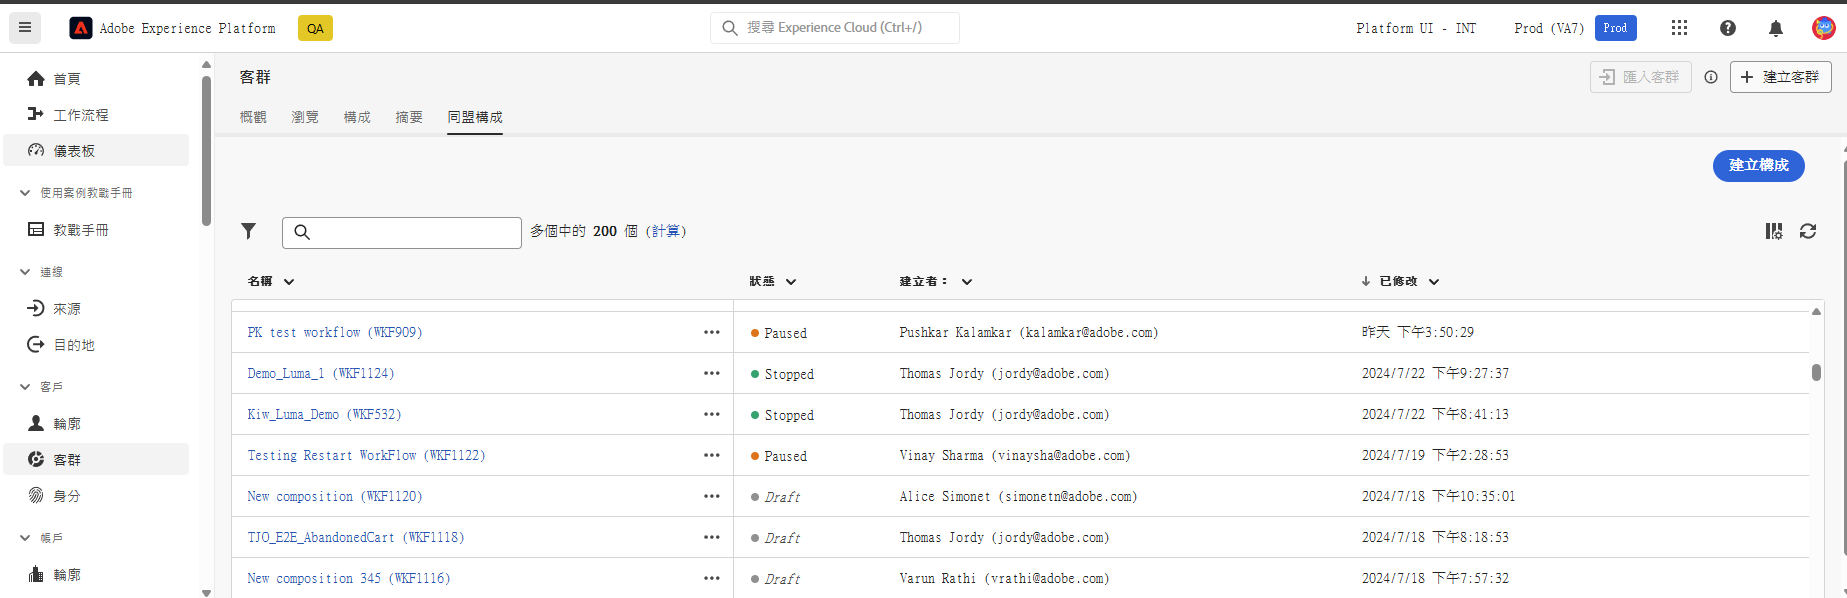 Adobe Experience Platform QA 搜尋 Experience Cloud (Ctrl+/) Platform UI - INT Prod (VA7) Prod
首頁
工作流程
儀表板
使用案例教戰手冊
教戰手冊
連線
來源
目的地
客戶
輪廓
客群
身分
帳戶
輪廓
客群 匯入客群 建立客群
概觀 瀏覽 構成 摘要 同盟構成
建立構成
多個中的 200 個 (計算)
名稱 狀態 建立者： 已修改
PK test workflow (WKF909) Paused Pushkar Kalamkar (kalamkar@adobe.com) 昨天 下午3:50:29
Demo_Luma_1 (WKF1124) Stopped Thomas Jordy (jordy@adobe.com) 2024/7/22 下午9:27:37
Kiw_Luma_Demo (WKF532) Stopped Thomas Jordy (jordy@adobe.com) 2024/7/22 下午8:41:13
Testing Restart WorkFlow (WKF1122) Paused Vinay Sharma (vinaysha@adobe.com) 2024/7/19 下午2:28:53
New composition (WKF1120) Draft Alice Simonet (simonetn@adobe.com) 2024/7/18 下午10:35:01
TJO_E2E_AbandonedCart (WKF1118) Draft Thomas Jordy (jordy@adobe.com) 2024/7/18 下午8:18:53
New composition 345 (WKF1116) Draft Varun Rathi (vrathi@adobe.com) 2024/7/18 下午7:57:32